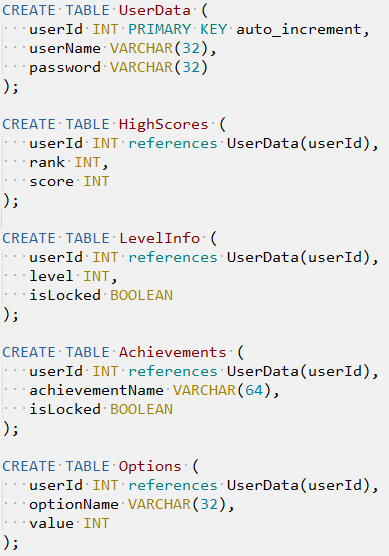 CREATE TABLE UserData (
   userId INT PRIMARY KEY auto_increment,
   userName VARCHAR(32),
   password VARCHAR(32)
);

CREATE TABLE HighScores (
   userId INT references UserData(userId),
   rank INT,
   score INT
);

CREATE TABLE LevelInfo (
   userId INT references UserData(userId),
   level INT,
   isLocked BOOLEAN
);

CREATE TABLE Achievements (
   userId INT references UserData(userId),
   achievementName VARCHAR(64),
   isLocked BOOLEAN
);

CREATE TABLE Options (
   userId INT references UserData(userId),
   optionName VARCHAR(32),
   value INT
);